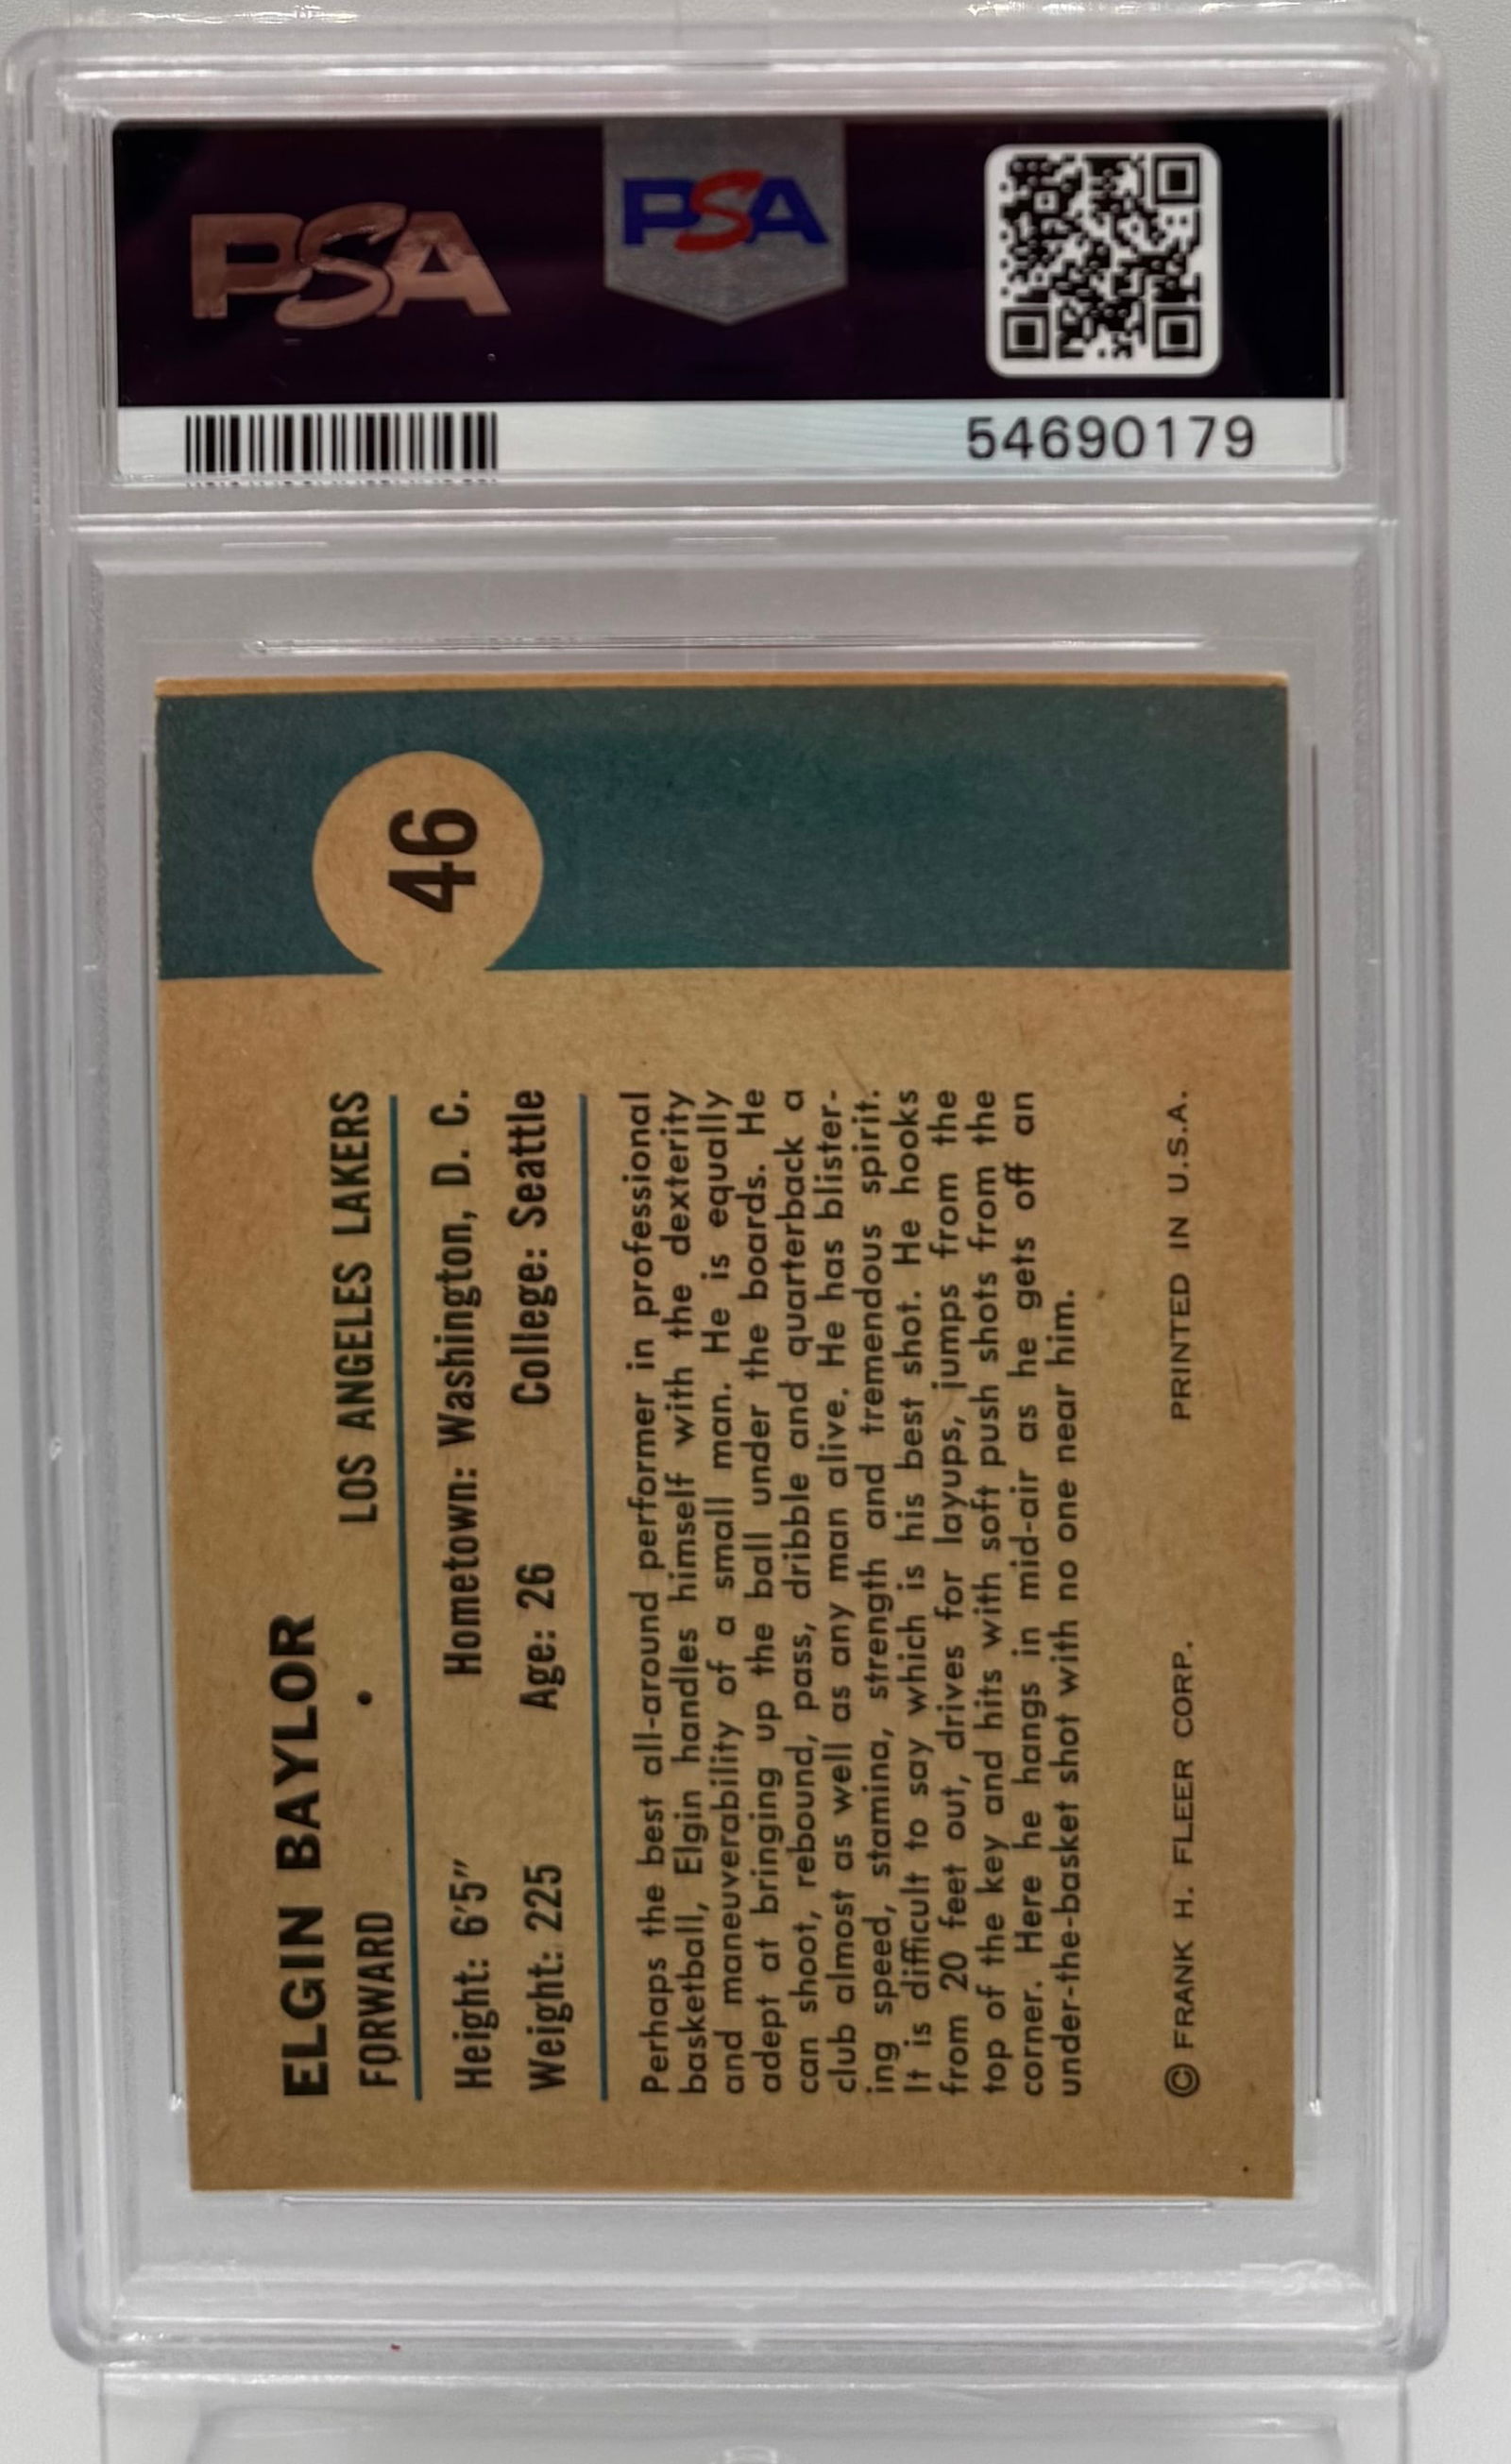 PSA
PSA
54690179
46
ELGIN BAYLOR
FORWARD • LOS ANGELES LAKERS
Height: 6'5" Hometown: Washington, D. C.
Weight: 225 Age: 26 College: Seattle
Perhaps the best all-around performer in professional
basketball, Elgin handles himself with the dexterity
and maneuverability of a small man. He is equally
adept at bringing up the ball under the boards. He
can shoot, rebound, pass, dribble and quarterback a
club almost as well as any man alive. He has blister-
ing speed, stamina, strength and tremendous spirit.
It is difficult to say which is his best shot. He hooks
from 20 feet out, drives for layups, jumps from the
top of the key and hits with soft push shots from the
corner. Here he hangs in mid-air as he gets off an
under-the-basket shot with no one near him.
© FRANK H. FLEER CORP. PRINTED IN U.S.A.